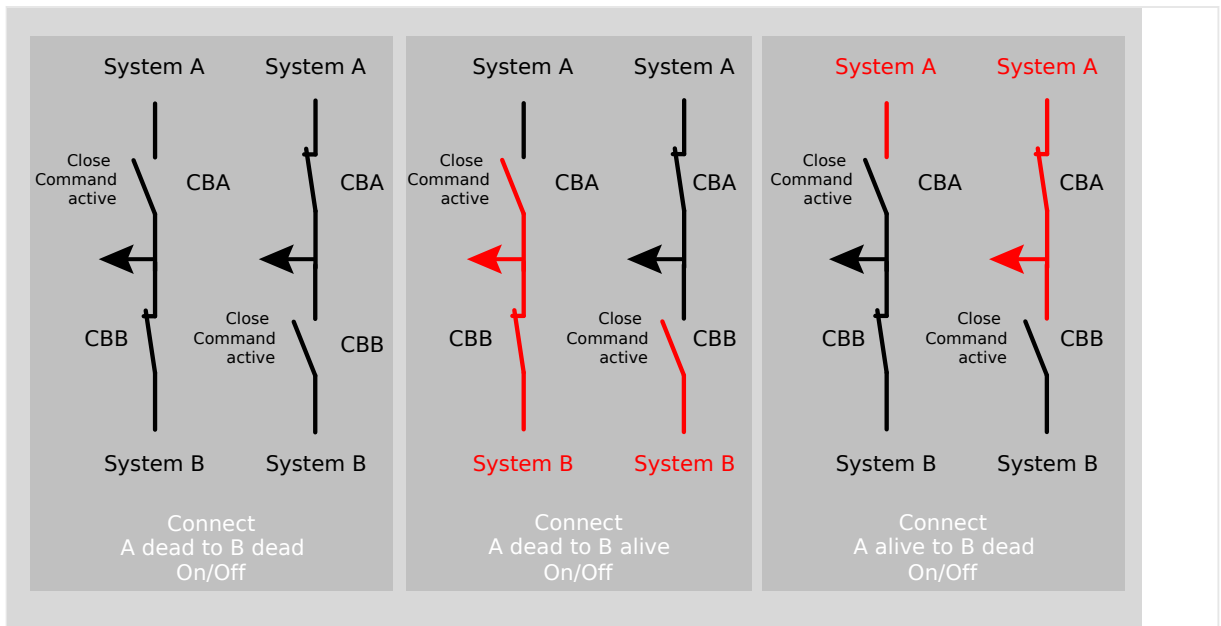 System A
System A
Close
Command
active
CBA
CBA
CBB
Close
Command
active
CBB
System B
System B
Connect
A dead to B dead
On/Off
System A
System A
Close
Command
active
CBA
CBA
CBB
Close
Command
active
CBB
System B
System B
Connect
A dead to B alive
On/Off
System A
System A
Close
Command
active
CBA
CBA
CBB
Close
Command
active
CBB
System B
System B
Connect
A alive to B dead
On/Off